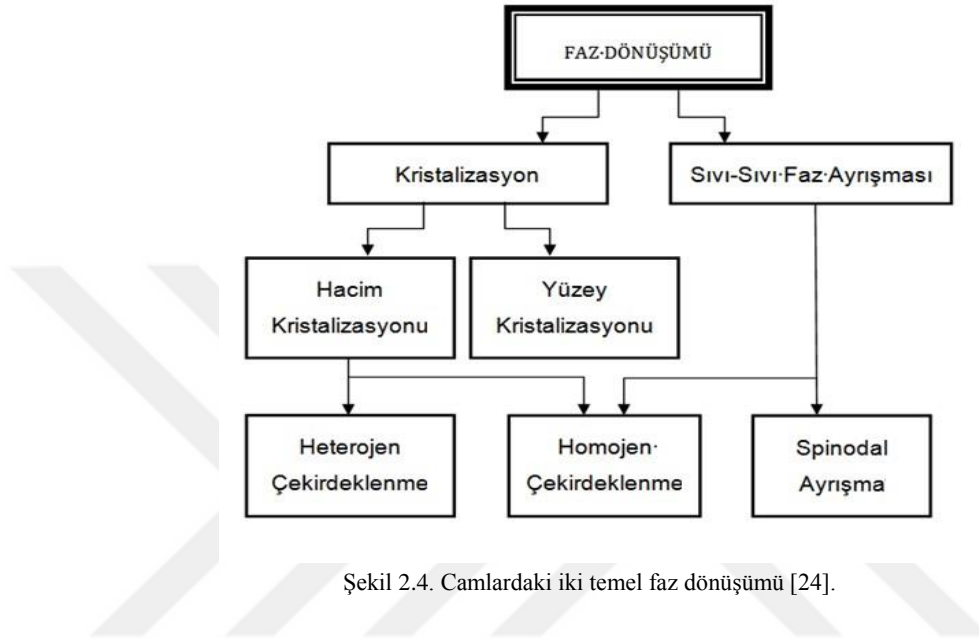 FAZ·DÖNÜŞÜMÜ
Kristalizasyon
Sıvı-Sıvı·Faz·Ayrışması
Hacim
Kristalizasyonu
Yüzey
Kristalizasyonu
Heterojen
Çekirdeklenme
Homojen·
Çekirdeklenme
Spinodal
Ayrışma
Şekil 2.4. Camlardaki iki temel faz dönüşümü [24].